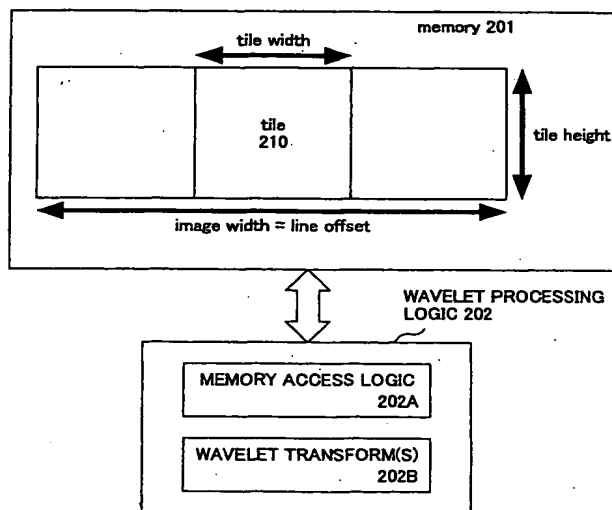 memory 201
tile width
tile
210
tile height
image width = line offset
WAVELET PROCESSING
LOGIC 202
MEMORY ACCESS LOGIC
202A
WAVELET TRANSFORM(S)
202B